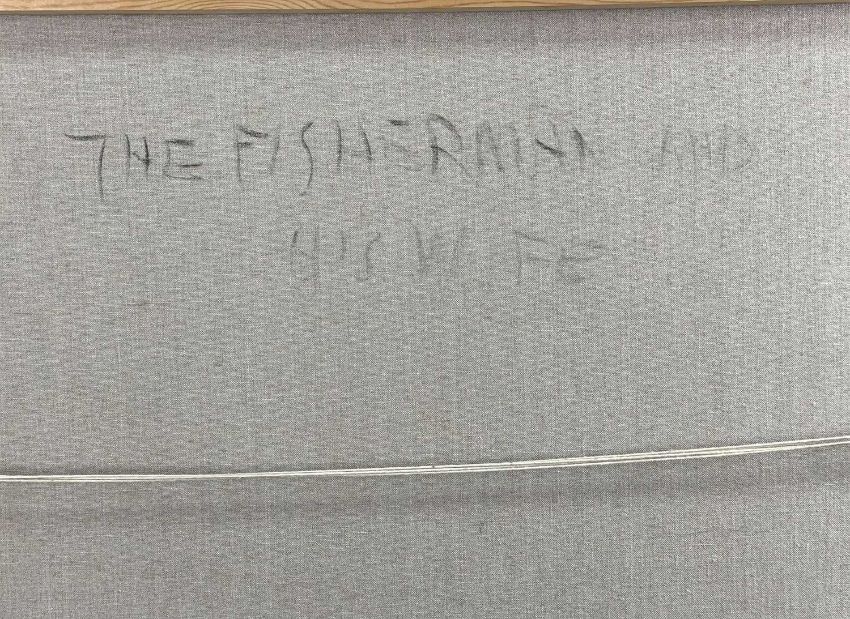 THE FISHERMAN AND
HIS WIFE